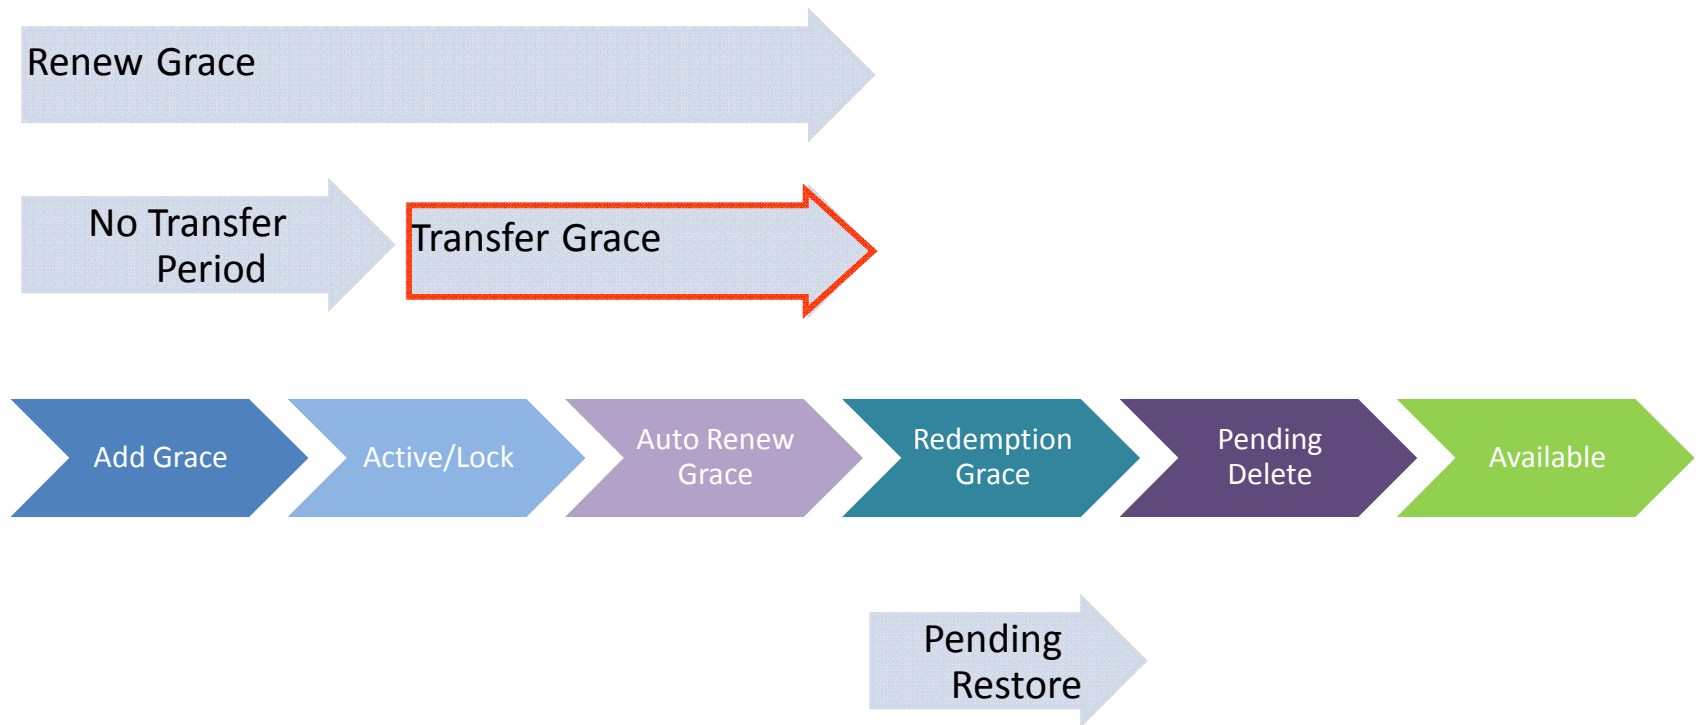 Renew Grace
No Transfer
Period
Transfer Grace
Add Grace
Active/Lock
Auto Renew
Grace
Redemption
Grace
Pending
Delete
Available
Pending
Restore